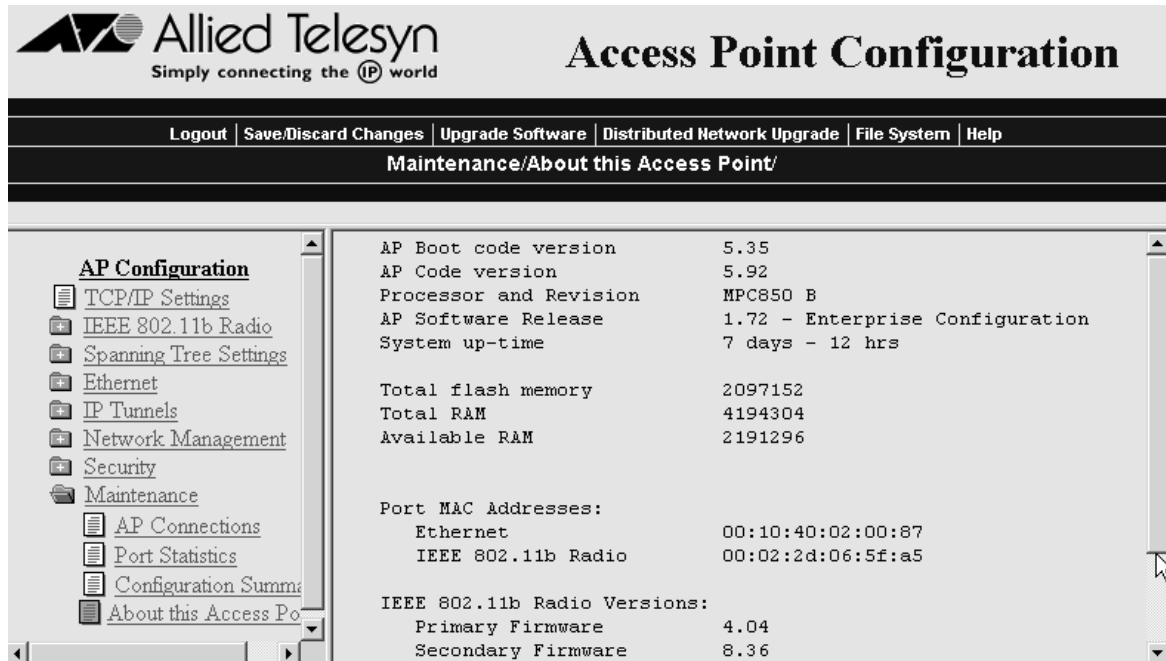 Allied Telesyn
Simply connecting the IP world
Access Point Configuration
Logout | Save/Discard Changes | Upgrade Software | Distributed Network Upgrade | File System | Help
Maintenance/About this Access Point/
AP Configuration
TCP/IP Settings
IEEE 802.11b Radio
Spanning Tree Settings
Ethernet
IP Tunnels
Network Management
Security
Maintenance
AP Connections
Port Statistics
Configuration Summa
About this Access Po
AP Boot code version 5.35
AP Code version 5.92
Processor and Revision MPC850 B
AP Software Release 1.72 - Enterprise Configuration
System up-time 7 days - 12 hrs
Total flash memory 2097152
Total RAM 4194304
Available RAM 2191296
Port MAC Addresses:
Ethernet 00:10:40:02:00:87
IEEE 802.11b Radio 00:02:2d:06:5f:a5
IEEE 802.11b Radio Versions:
Primary Firmware 4.04
Secondary Firmware 8.36